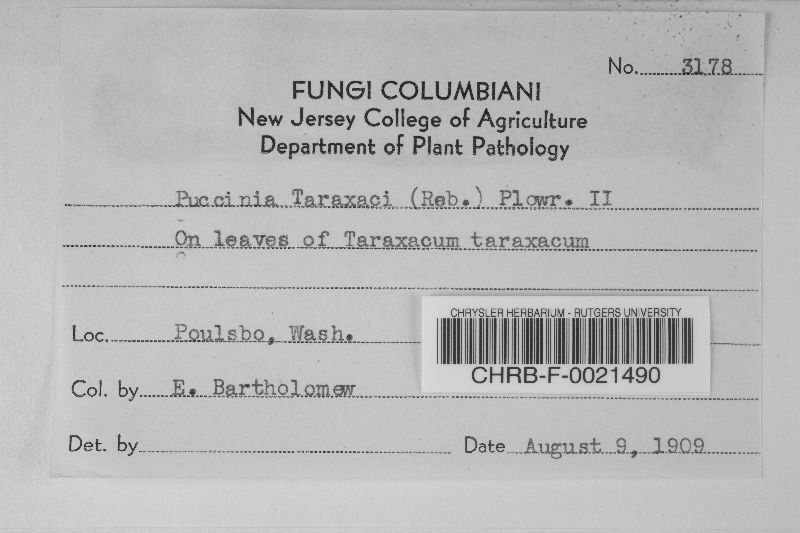 No. 3178
FUNGI COLUMBIANI
New Jersey College of Agriculture
Department of Plant Pathology
Puccinia Taraxaci (Reb.) Plowr. II
On leaves of Taraxacum taraxacum
Loc. Poulsbo, Wash.
CHRYSLER HERBARIUM - RUTGERS UNIVERSITY
CHRB-F-0021490
Col. by E. Bartholomew
Det. by
Date August 9, 1909